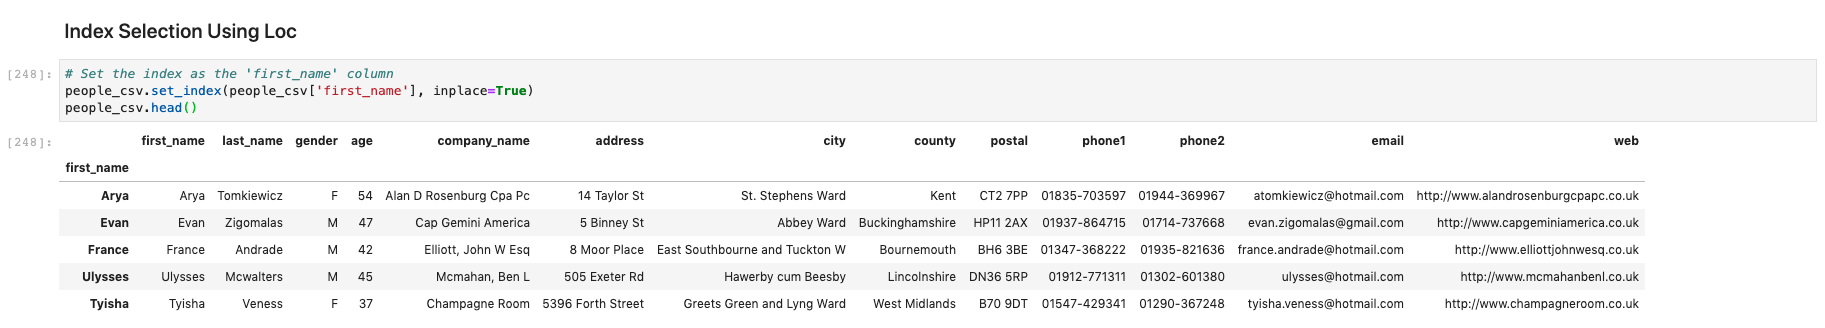 Index Selection Using Loc
[248]: # Set the index as the 'first_name' column
people_csv.set_index(people_csv['first_name'], inplace=True)
people_csv.head()
[248]: first_name last_name gender age company_name address city county postal phone1 phone2 email web
first_name
Arya Arya Tomkiewicz F 54 Alan D Rosenburg Cpa Pc 14 Taylor St St. Stephens Ward Kent CT2 7PP 01835-703597 01944-369967 atomkiewicz@hotmail.com http://www.alandrosenburgcpapc.co.uk
Evan Evan Zigomalas M 47 Cap Gemini America 5 Binney St Abbey Ward Buckinghamshire HP11 2AX 01937-864715 01714-737668 evan.zigomalas@gmail.com http://www.capgeminiamerica.co.uk
France France Andrade M 42 Elliott, John W Esq 8 Moor Place East Southbourne and Tuckton W Bournemouth BH6 3BE 01347-368222 01935-821636 france.andrade@hotmail.com http://www.elliottjohnwesq.co.uk
Ulysses Ulysses Mcwalters M 45 Mcmahan, Ben L 505 Exeter Rd Hawerby cum Beesby Lincolnshire DN36 5RP 01912-771311 01302-601380 ulysses@hotmail.com http://www.mcmahanbenl.co.uk
Tyisha Tyisha Veness F 37 Champagne Room 5396 Forth Street Greets Green and Lyng Ward West Midlands B70 9DT 01547-429341 01290-367248 tyisha.veness@hotmail.com http://www.champagneroom.co.uk